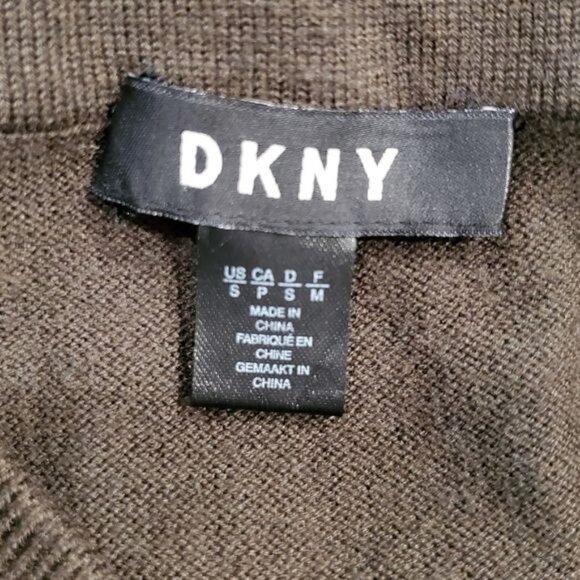 DKNY
US CA D F
S P S M
MADE IN
CHINA
FABRIQUÉ EN
CHINE
GEMAAKT IN
CHINA